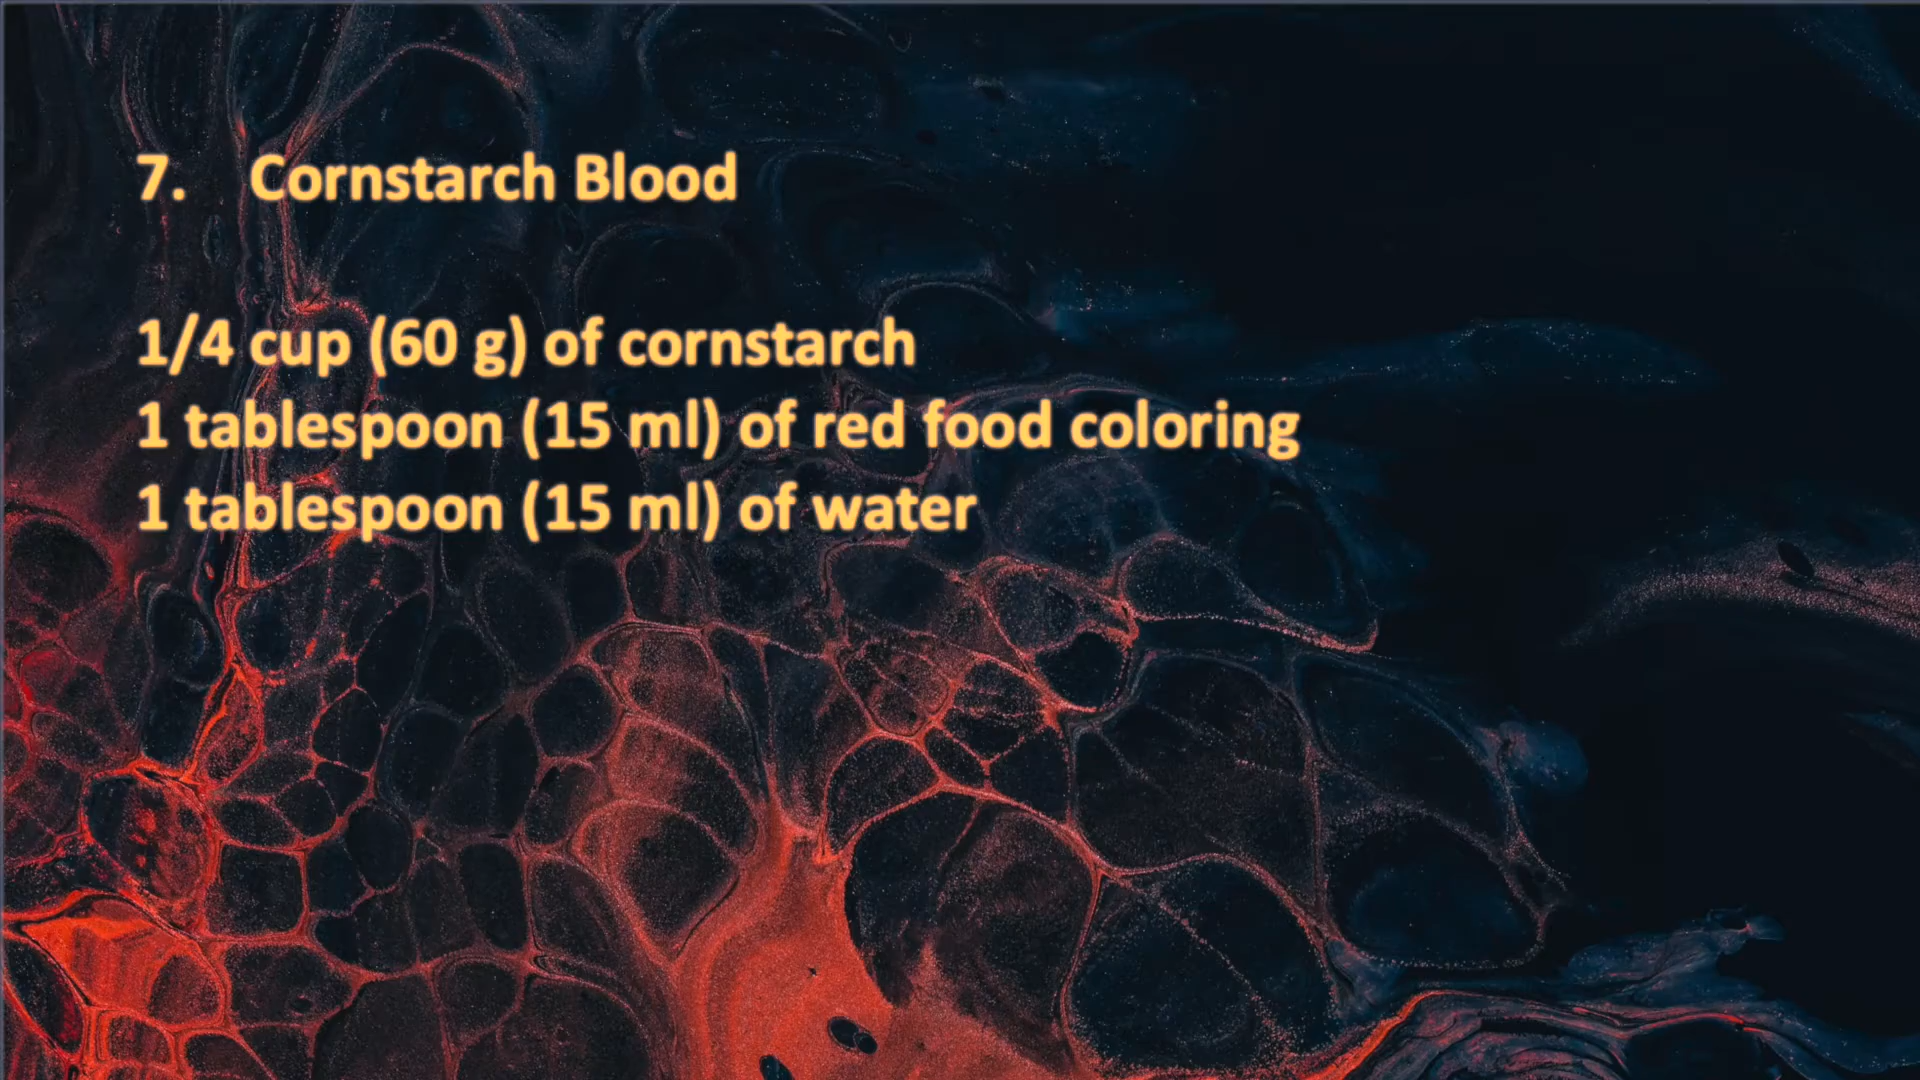 7. Cornstarch Blood
1/4 cup (60 g) of cornstarch
1 tablespoon (15 ml) of red food coloring
1 tablespoon (15 ml) of water